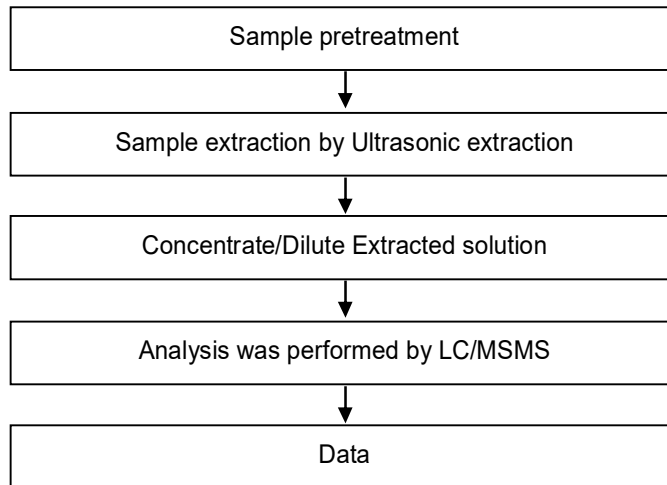 Sample pretreatment
Sample extraction by Ultrasonic extraction
Concentrate/Dilute Extracted solution
Analysis was performed by LC/MSMS
Data